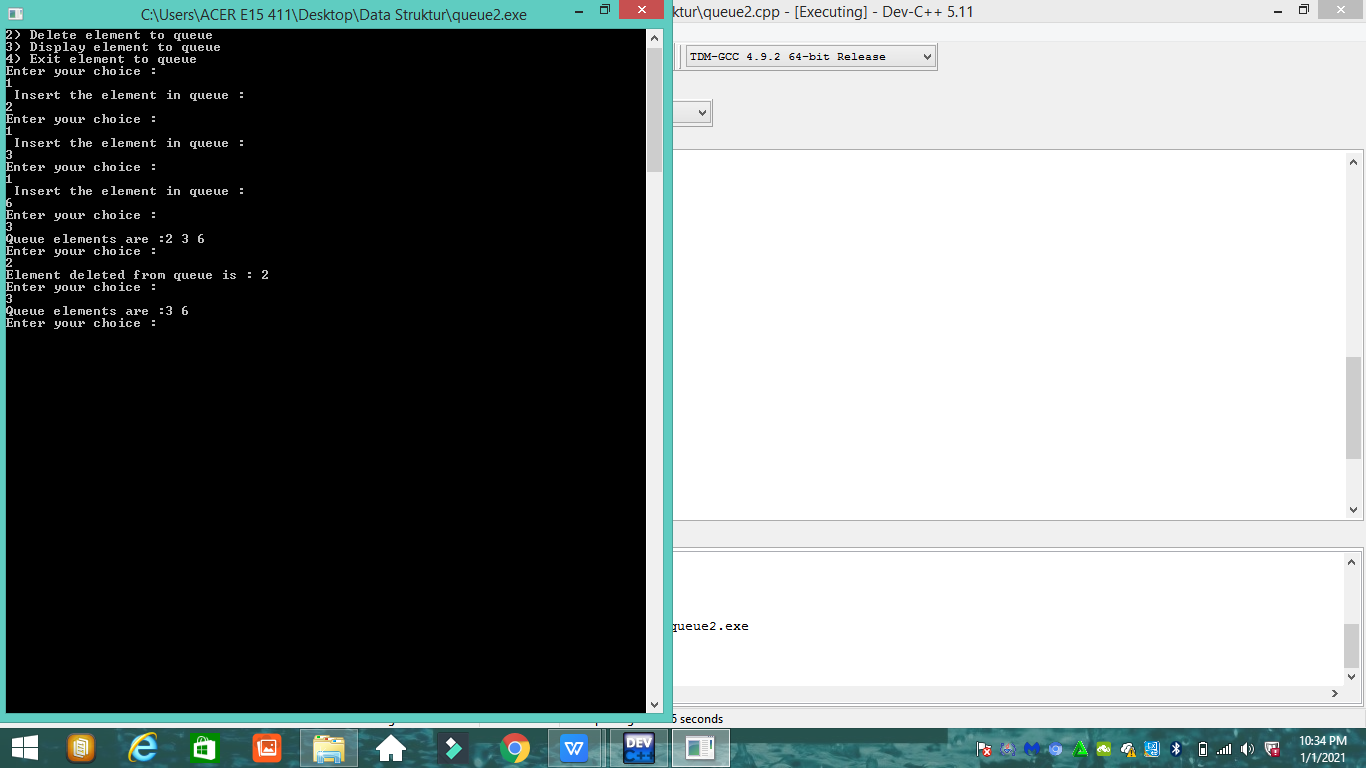 C:\Users\ACER E15 411\Desktop\Data Struktur\queue2.exe
ktur\queue2.cpp - [Executing] - Dev-C++ 5.11
TDM-GCC 4.9.2 64-bit Release
2) Delete element to queue
3) Display element to queue
4) Exit element to queue
Enter your choice :
1
Insert the element in queue :
2
Enter your choice :
1
Insert the element in queue :
3
Enter your choice :
1
Insert the element in queue :
6
Enter your choice :
3
Queue elements are :2 3 6
Enter your choice :
2
Element deleted from queue is : 2
Enter your choice :
3
Queue elements are :3 6
Enter your choice :
queue2.exe
seconds
W
DEV
C++
10:34 PM
1/1/2021